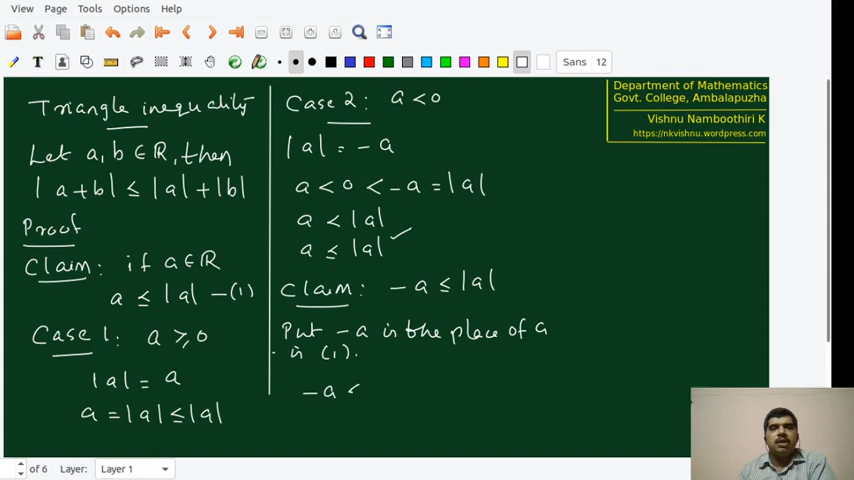 View Page Tools Options Help
T
Sans 12
Department of Mathematics
Govt. College, Ambalapuzha
Vishnu Namboothiri K
https://nkvishnu.wordpress.com
Triangle inequality
Let a, b ∈ ℝ, then
|a+b| ≤ |a|+|b|
Proof
Claim: if a ∈ ℝ
a ≤ |a| —(1)
Case 1: a ≥ 0
|a| = a
a = |a| ≤ |a|
Case 2: a < 0
|a| = -a
a < 0 < -a = |a|
a < |a|
a ≤ |a| ✓
Claim: -a ≤ |a|
Put -a in the place of a
in (1).
-a <
of 6 Layer: Layer 1